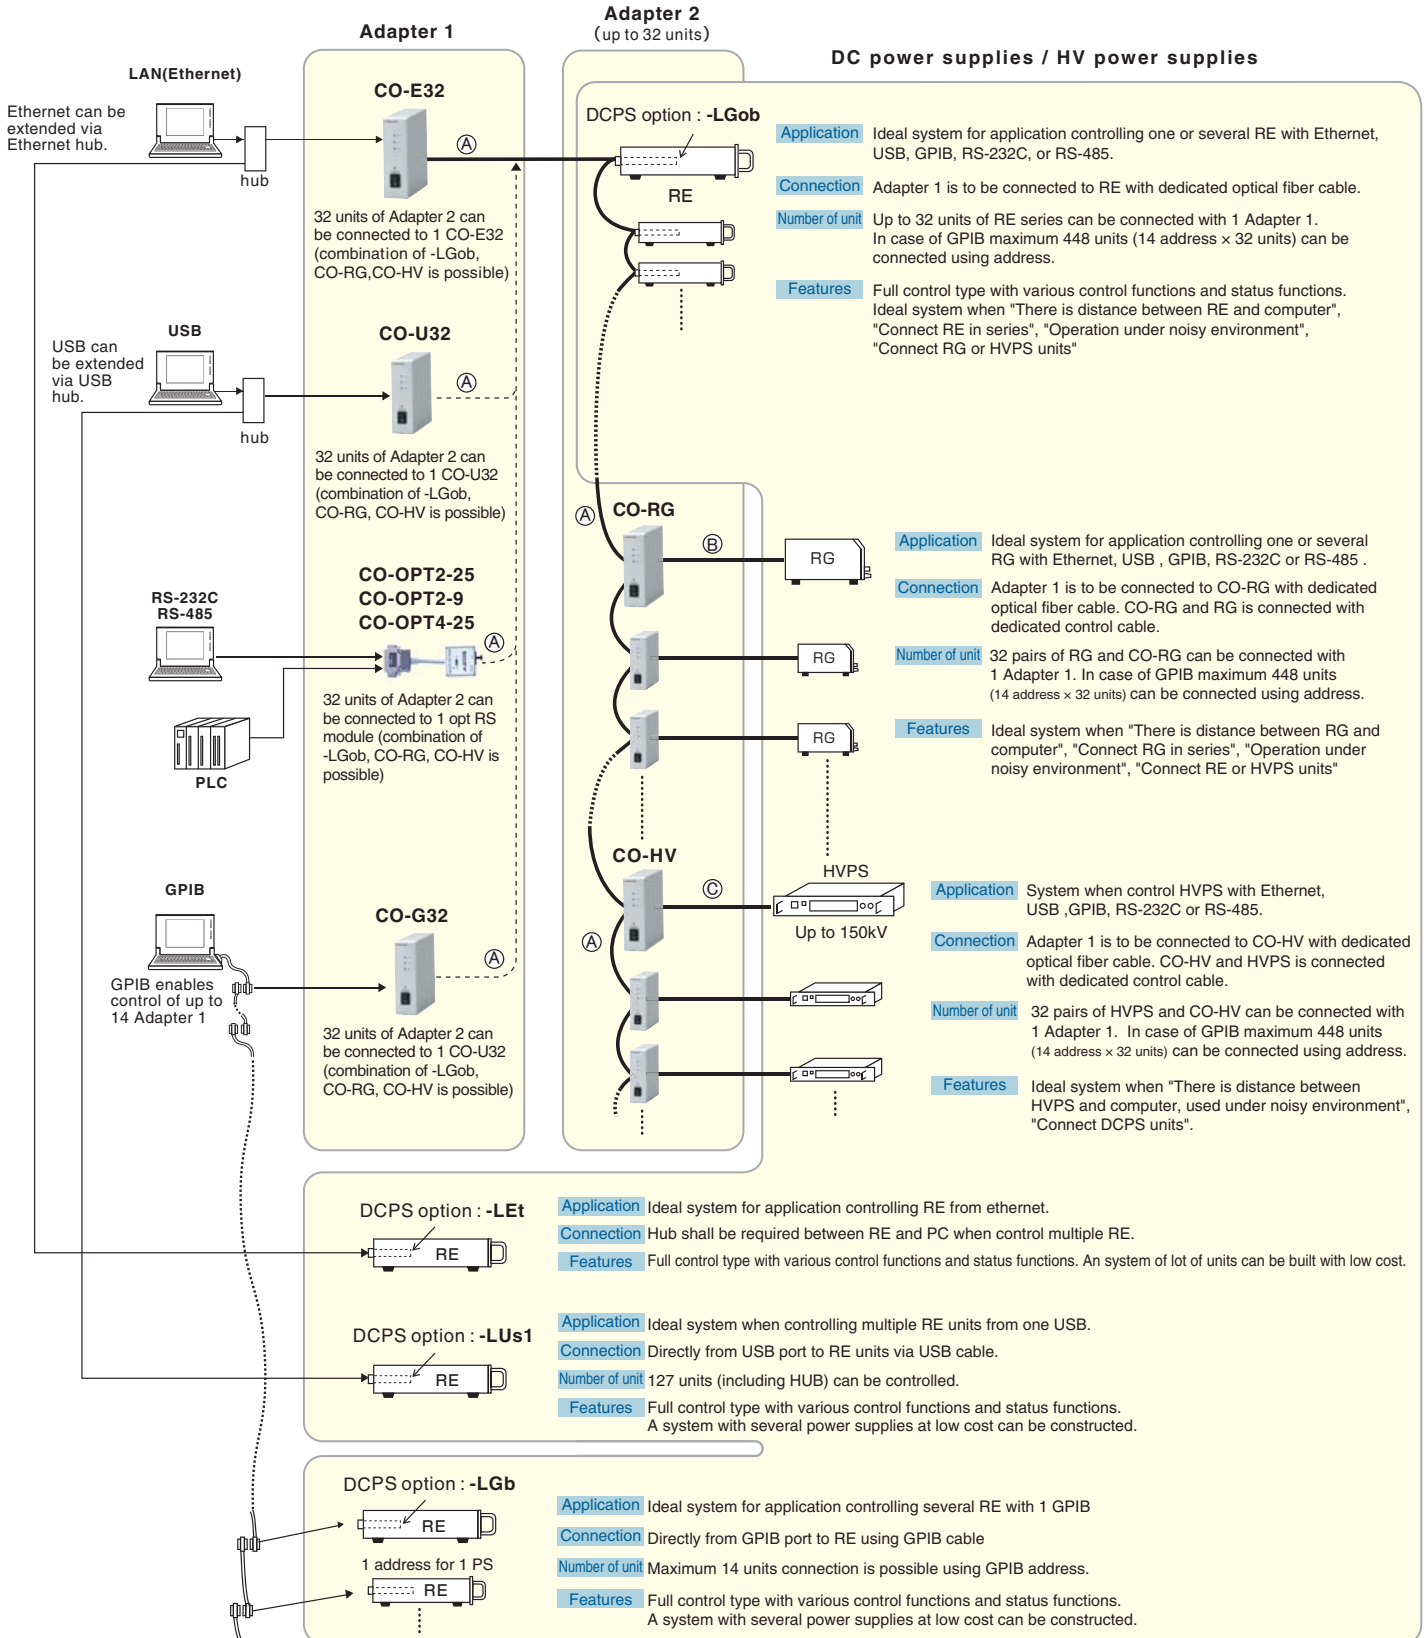 Adapter 1
Adapter 2
(up to 32 units)
DC power supplies / HV power supplies
LAN(Ethernet)
Ethernet can be
extended via
Ethernet hub.
hub
CO-E32
Ⓐ
32 units of Adapter 2 can
be connected to 1 CO-E32
(combination of -LGob,
CO-RG,CO-HV is possible)
DCPS option : -LGob
RE
Application Ideal system for application controlling one or several RE with Ethernet,
USB, GPIB, RS-232C, or RS-485.
Connection Adapter 1 is to be connected to RE with dedicated optical fiber cable.
Number of unit Up to 32 units of RE series can be connected with 1 Adapter 1.
In case of GPIB maximum 448 units (14 address × 32 units) can be
connected using address.
Features Full control type with various control functions and status functions.
Ideal system when "There is distance between RE and computer",
"Connect RE in series", "Operation under noisy environment",
"Connect RG or HVPS units"
USB
USB can
be extended
via USB
hub.
hub
CO-U32
Ⓐ
32 units of Adapter 2 can
be connected to 1 CO-U32
(combination of -LGob,
CO-RG, CO-HV is possible)
Ⓐ
CO-RG
Ⓑ
RG
RG
RG
Application Ideal system for application controlling one or several
RG with Ethernet, USB , GPIB, RS-232C or RS-485 .
Connection Adapter 1 is to be connected to CO-RG with dedicated
optical fiber cable. CO-RG and RG is connected with
dedicated control cable.
Number of unit 32 pairs of RG and CO-RG can be connected with
1 Adapter 1. In case of GPIB maximum 448 units
(14 address × 32 units) can be connected using address.
Features Ideal system when "There is distance between RG and
computer", "Connect RG in series", "Operation under
noisy environment", "Connect RE or HVPS units"
RS-232C
RS-485
PLC
CO-OPT2-25
CO-OPT2-9
CO-OPT4-25
Ⓐ
32 units of Adapter 2 can
be connected to 1 opt RS
module (combination of
-LGob, CO-RG, CO-HV is
possible)
GPIB
GPIB enables
control of up to
14 Adapter 1
CO-G32
Ⓐ
32 units of Adapter 2 can
be connected to 1 CO-U32
(combination of -LGob,
CO-RG, CO-HV is possible)
CO-HV
Ⓐ
Ⓒ
HVPS
Up to 150kV
Application System when control HVPS with Ethernet,
USB ,GPIB, RS-232C or RS-485.
Connection Adapter 1 is to be connected to CO-HV with dedicated
optical fiber cable. CO-HV and HVPS is connected
with dedicated control cable.
Number of unit 32 pairs of HVPS and CO-HV can be connected with
1 Adapter 1. In case of GPIB maximum 448 units
(14 address × 32 units) can be connected using address.
Features Ideal system when "There is distance between
HVPS and computer, used under noisy environment",
"Connect DCPS units".
DCPS option : -LEt
RE
Application Ideal system for application controlling RE from ethernet.
Connection Hub shall be required between RE and PC when control multiple RE.
Features Full control type with various control functions and status functions. An system of lot of units can be built with low cost.
DCPS option : -LUs1
RE
Application Ideal system when controlling multiple RE units from one USB.
Connection Directly from USB port to RE units via USB cable.
Number of unit 127 units (including HUB) can be controlled.
Features Full control type with various control functions and status functions.
A system with several power supplies at low cost can be constructed.
DCPS option : -LGb
RE
1 address for 1 PS
RE
Application Ideal system for application controlling several RE with 1 GPIB
Connection Directly from GPIB port to RE using GPIB cable
Number of unit Maximum 14 units connection is possible using GPIB address.
Features Full control type with various control functions and status functions.
A system with several power supplies at low cost can be constructed.